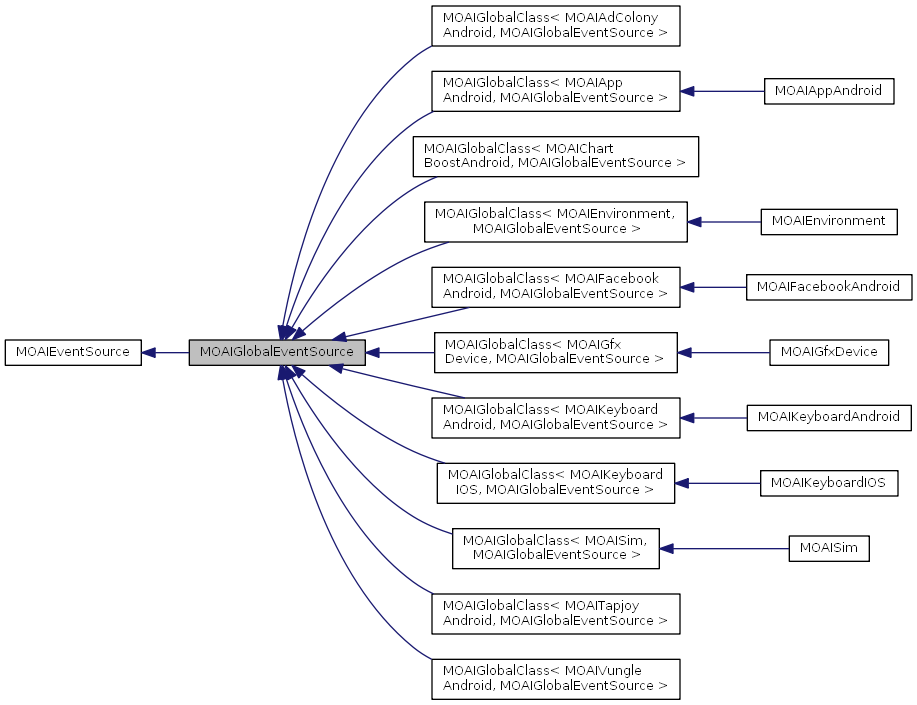 MOAIGlobalClass< MOAIAdColony
Android, MOAIGlobalEventSource >
MOAIGlobalClass< MOAIApp
Android, MOAIGlobalEventSource >
MOAIAppAndroid
MOAIGlobalClass< MOAIChart
BoostAndroid, MOAIGlobalEventSource >
MOAIGlobalClass< MOAIEnvironment,
MOAIGlobalEventSource >
MOAIEnvironment
MOAIGlobalClass< MOAIFacebook
Android, MOAIGlobalEventSource >
MOAIFacebookAndroid
MOAIEventSource
MOAIGlobalEventSource
MOAIGlobalClass< MOAIGfx
Device, MOAIGlobalEventSource >
MOAIGfxDevice
MOAIGlobalClass< MOAIKeyboard
Android, MOAIGlobalEventSource >
MOAIKeyboardAndroid
MOAIGlobalClass< MOAIKeyboard
IOS, MOAIGlobalEventSource >
MOAIKeyboardIOS
MOAIGlobalClass< MOAISim,
MOAIGlobalEventSource >
MOAISim
MOAIGlobalClass< MOAITapjoy
Android, MOAIGlobalEventSource >
MOAIGlobalClass< MOAIVungle
Android, MOAIGlobalEventSource >